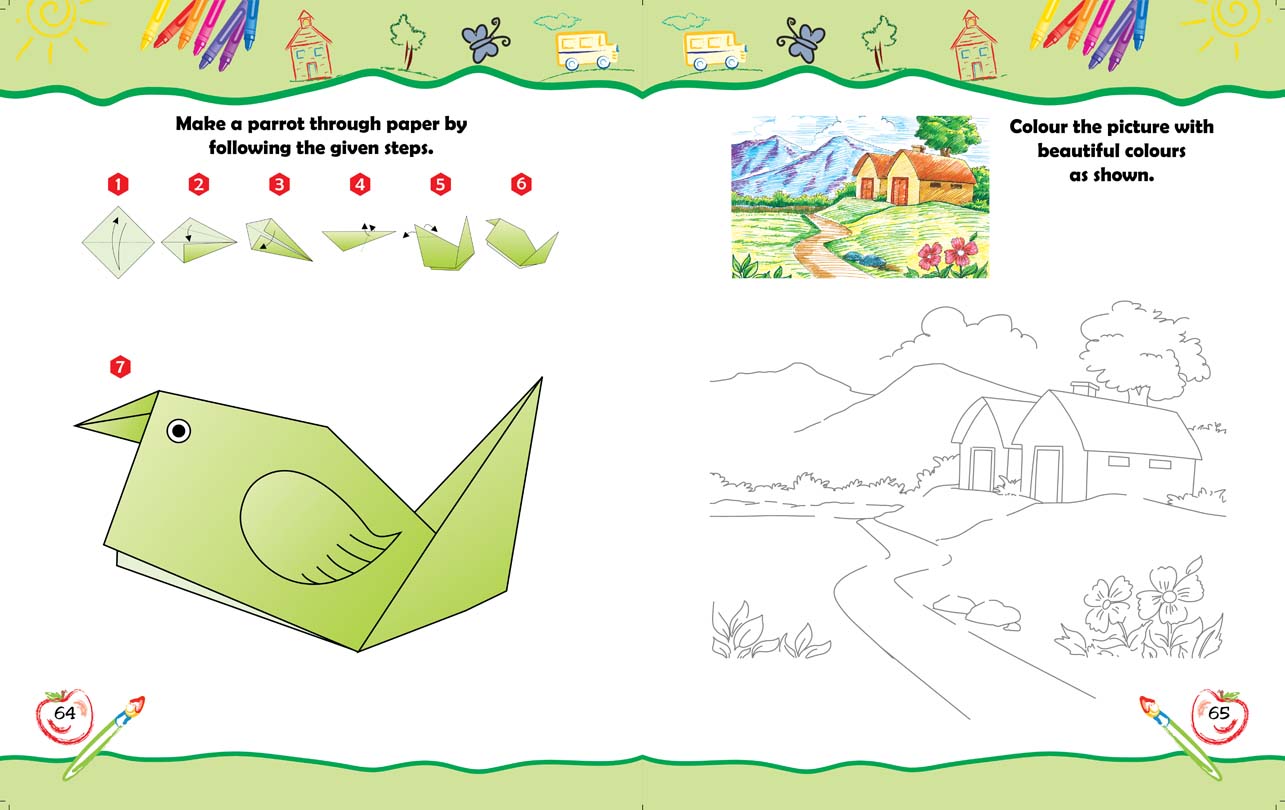 Make a parrot through paper by
following the given steps.
1 2 3 4 5 6
7
64
Colour the picture with
beautiful colours
as shown.
65